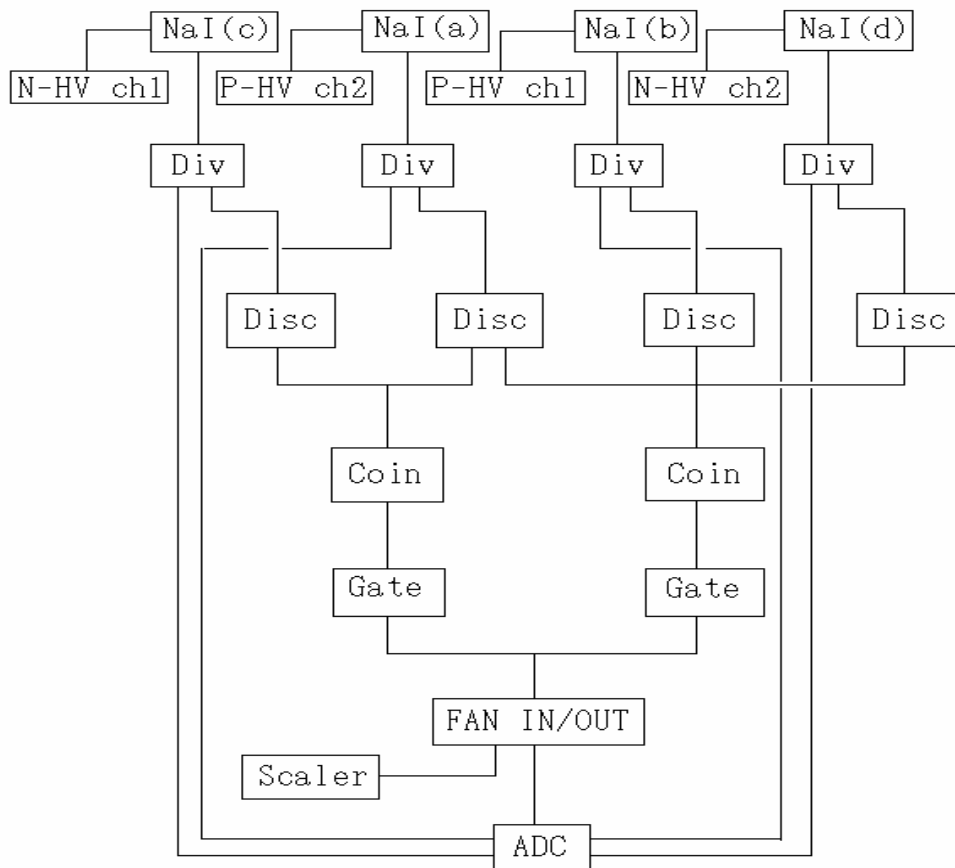 NaI(c) NaI(a) NaI(b) NaI(d)
N-HV ch1 P-HV ch2 P-HV ch1 N-HV ch2
Div Div Div Div
Disc Disc Disc Disc
Coin Coin
Gate Gate
FAN IN/OUT
Scaler
ADC